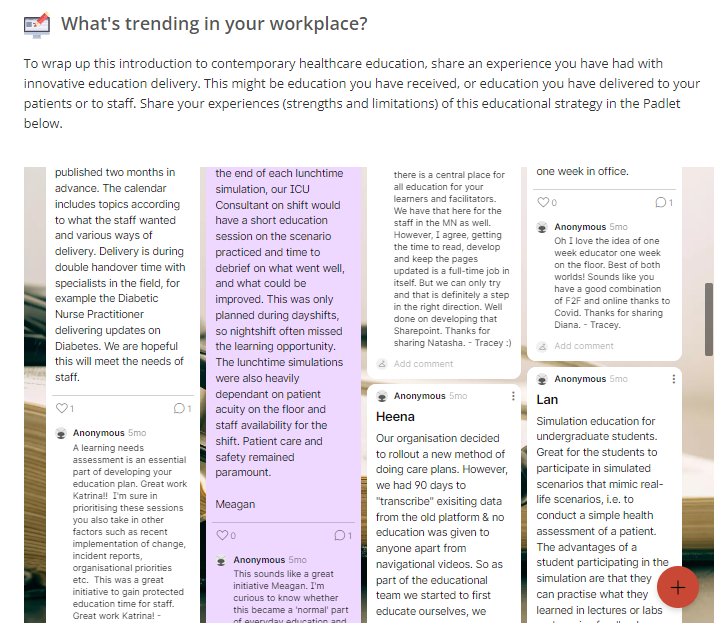 What's trending in your workplace?
To wrap up this introduction to contemporary healthcare education, share an experience you have had with
innovative education delivery. This might be education you have received, or education you have delivered to your
patients or to staff. Share your experiences (strengths and limitations) of this educational strategy in the Padlet
below.
published two months in
advance. The calendar
includes topics according
to what the staff wanted
and various ways of
delivery. Delivery is during
double handover time with
specialists in the field, for
example the Diabetic
Nurse Practitioner
delivering updates on
Diabetes. We are hopeful
this will meet the needs of
staff.
1
1
Anonymous 5mo
A learning needs
assessment is an essential
part of developing your
education plan. Great work
Katrina!! I'm sure in
prioritising these sessions
you also take in other
factors such as recent
implementation of change,
incident reports,
organisational priorities
etc. This was a great
initiative to gain protected
education time for staff.
Great work Katrina! -
the end of each lunchtime
simulation, our ICU
Consultant on shift would
have a short education
session on the scenario
practiced and time to
debrief on what went well,
and what could be
improved. This was only
planned during dayshifts,
so nightshift often missed
the learning opportunity.
The lunchtime simulations
were also heavily
dependant on patient
acuity on the floor and
staff availability for the
shift. Patient care and
safety remained
paramount.
Meagan
0
1
Anonymous 5mo
This sounds like a great
initiative Meagan. I'm
curious to know whether
this became a 'normal' part
of everyday education and
there is a central place for
all education for your
learners and facilitators.
We have that here for the
staff in the MN as well.
However, I agree, getting
the time to read, develop
and keep the pages
updated is a full-time job in
itself. But we can only try
and that is definitely a step
in the right direction. Well
done on developing that
Sharepoint. Thanks for
sharing Natasha. - Tracey :)
Add comment
Anonymous 5mo
Heena
Our organisation decided
to rollout a new method of
doing care plans. However,
we had 90 days to
"transcribe" exisiting data
from the old platform & no
education was given to
anyone apart from
navigational videos. So as
part of the educational
team we started to first
educate ourselves, we
one week in office.
0
1
Anonymous 5mo
Oh I love the idea of one
week educator one week
on the floor. Best of both
worlds! Sounds like you
have a good combination
of F2F and online thanks to
Covid. Thanks for sharing
Diana. - Tracey.
Add comment
Anonymous 5mo
Lan
Simulation education for
undergraduate students.
Great for the students to
participate in simulated
scenarios that mimic real-
life scenarios, i.e. to
conduct a simple health
assessment of a patient.
The advantages of a
student participating in the
simulation are that they
can practise what they
learned in lectures or labs